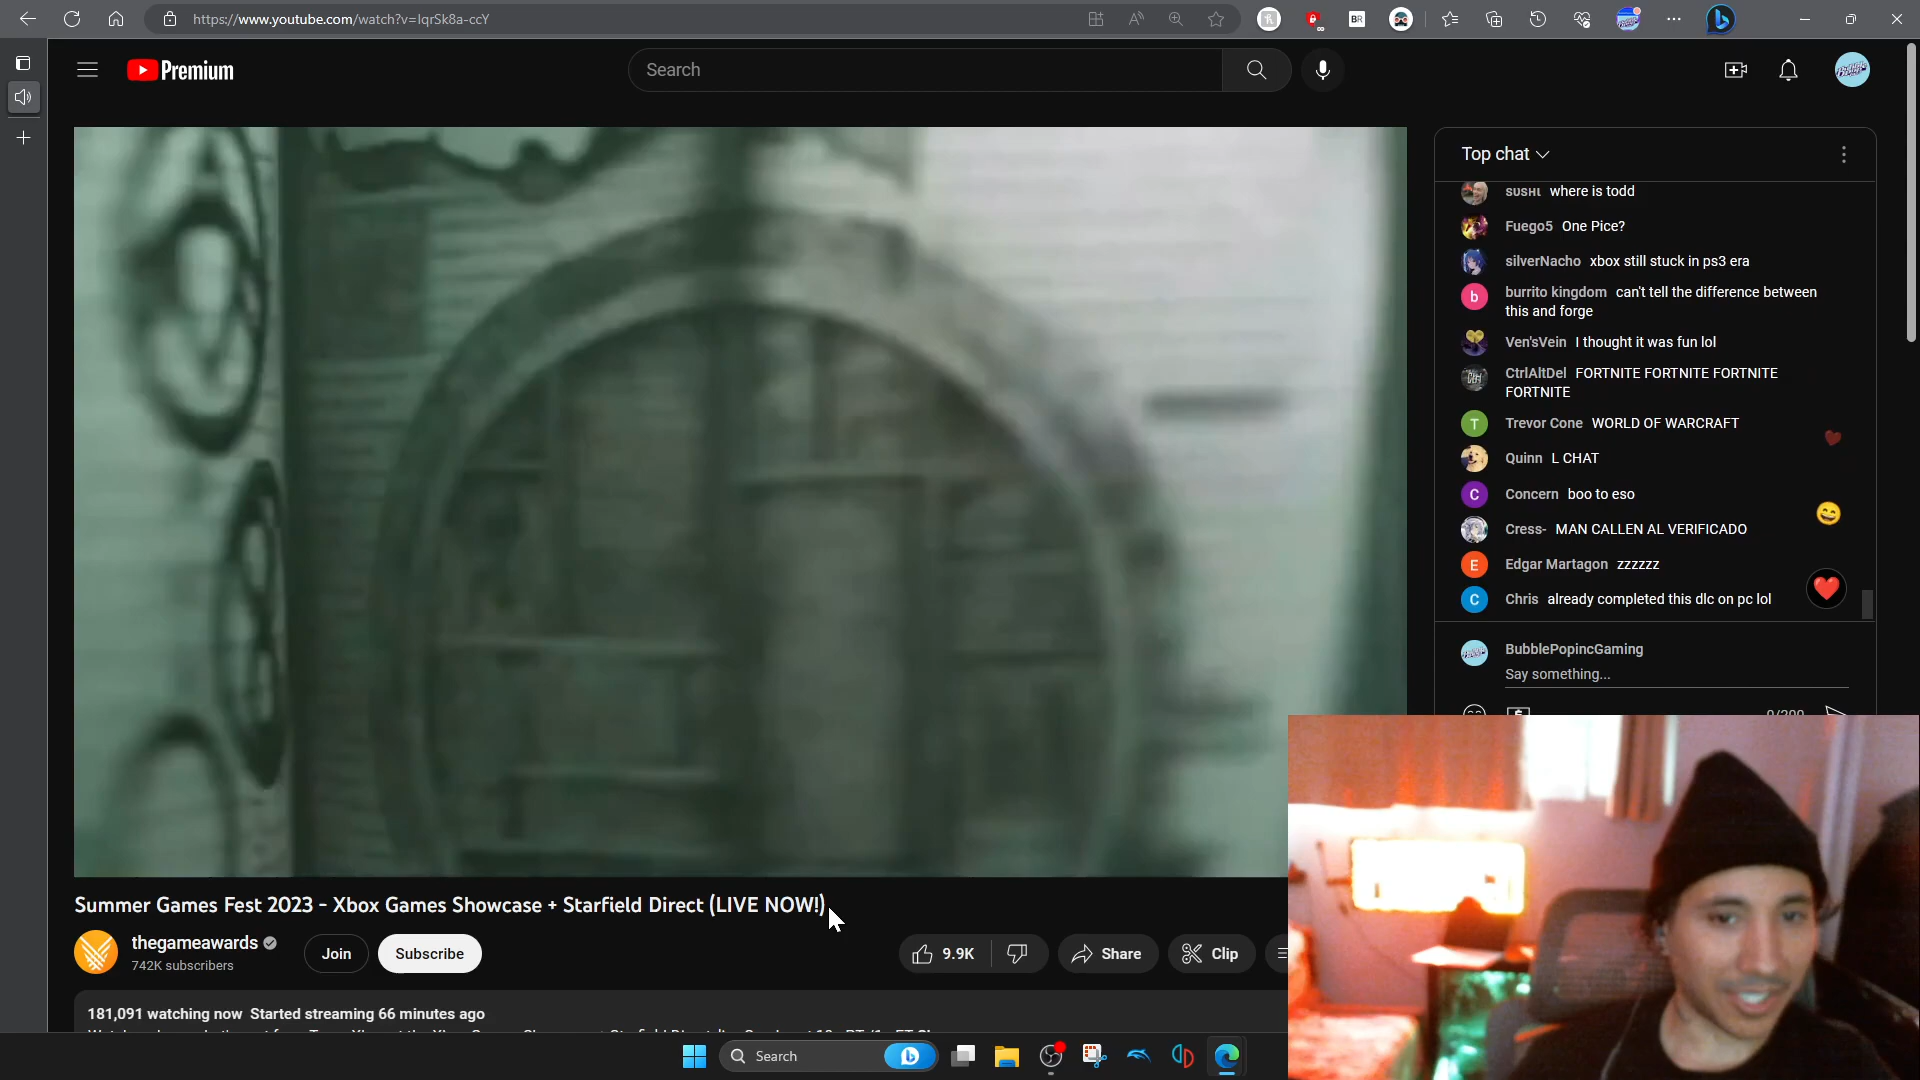 https://www.youtube.com/watch?v=IqrSk8a-ccY
BR
Premium
Search
Top chat
sushi where is todd
Fuego5 One Pice?
silverNacho xbox still stuck in ps3 era
b burrito kingdom can't tell the difference between
this and forge
Ven'sVein I thought it was fun lol
CtrlAltDel FORTNITE FORTNITE FORTNITE
FORTNITE
T Trevor Cone WORLD OF WARCRAFT
Quinn L CHAT
C Concern boo to eso
Cress- MAN CALLEN AL VERIFICADO
E Edgar Martagon zzzzzz
C Chris already completed this dlc on pc lol
BubblePopincGaming
Say something...
0/200
Summer Games Fest 2023 - Xbox Games Showcase + Starfield Direct (LIVE NOW!)
thegameawards
742K subscribers
Join
Subscribe
9.9K
Share
Clip
181,091 watching now Started streaming 66 minutes ago
Search